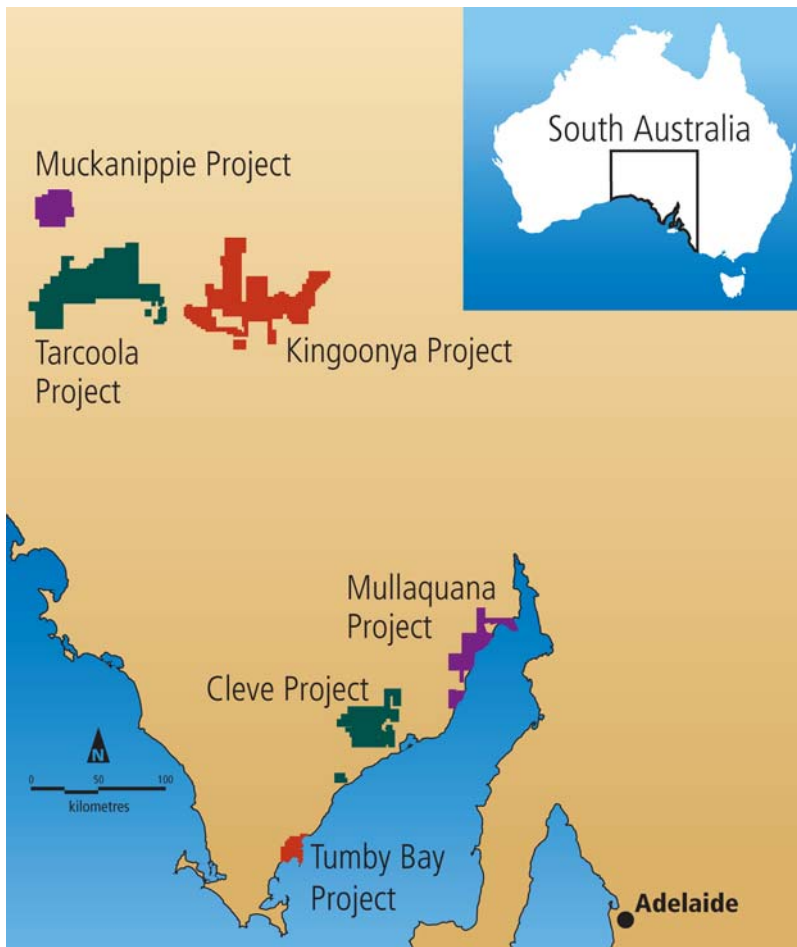 South Australia
Muckanippie Project
Tarcoola
Project
Kingoonya Project
Mullaquana
Project
Cleve Project
N
0 50 100
kilometres
Tumby Bay
Project
Adelaide